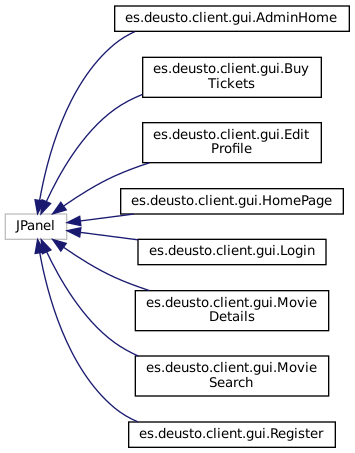 es.deusto.client.gui.AdminHome
es.deusto.client.gui.Buy
Tickets
es.deusto.client.gui.Edit
Profile
es.deusto.client.gui.HomePage
JPanel
es.deusto.client.gui.Login
es.deusto.client.gui.Movie
Details
es.deusto.client.gui.Movie
Search
es.deusto.client.gui.Register